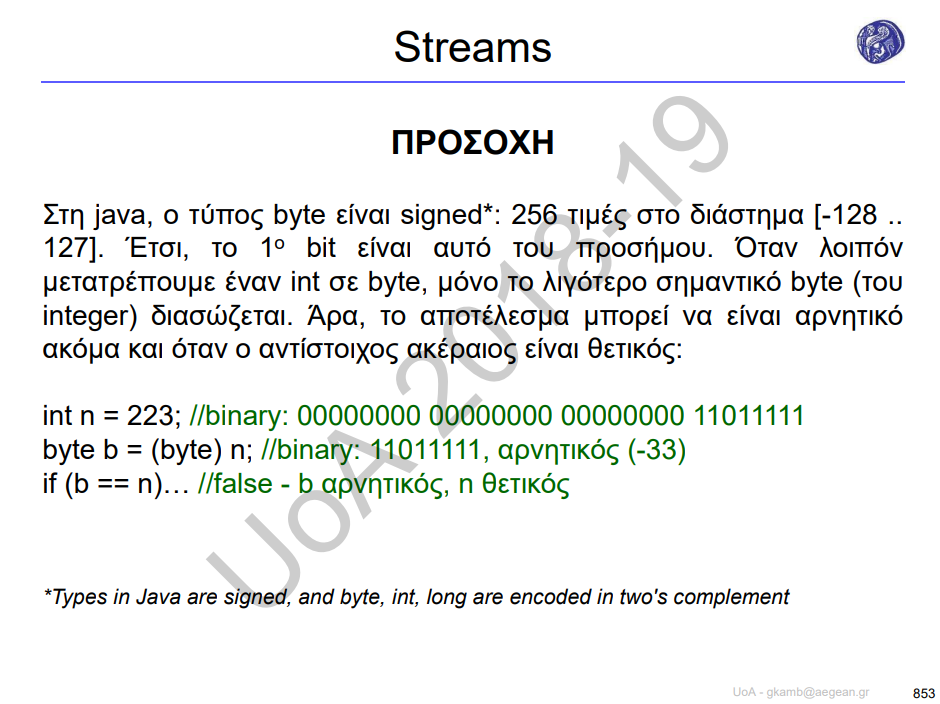 Streams
ΠΡΟΣΟΧΗ
Στη java, ο τύπος byte είναι signed*: 256 τιμές στο διάστημα [-128 ..
127]. Έτσι, το 1ο bit είναι αυτό του προσήμου. Όταν λοιπόν
μετατρέπουμε έναν int σε byte, μόνο το λιγότερο σημαντικό byte (του
integer) διασώζεται. Άρα, το αποτέλεσμα μπορεί να είναι αρνητικό
ακόμα και όταν ο αντίστοιχος ακέραιος είναι θετικός:
int n = 223; //binary: 00000000 00000000 00000000 11011111
byte b = (byte) n; //binary: 11011111, αρνητικός (-33)
if (b == n)… //false - b αρνητικός, n θετικός
*Types in Java are signed, and byte, int, long are encoded in two's complement
UoA 2018-19
UoA - gkamb@aegean.gr
853